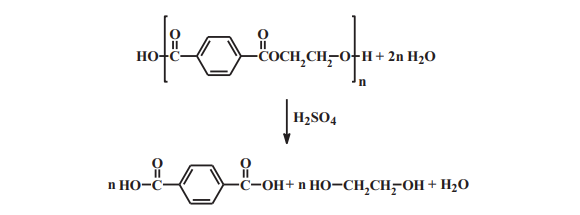 O O
HO-C- -COCH₂CH₂-O-H + 2n H₂O
n
H₂SO₄
O O
n HO-C- -C-OH + n HO-CH₂CH₂-OH + H₂O